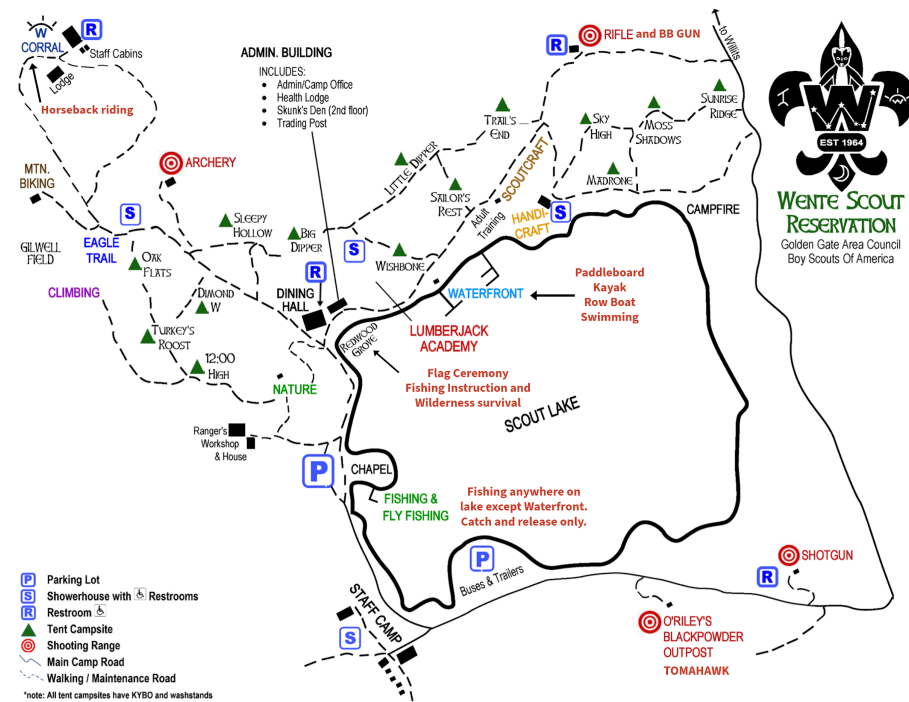 W
CORRAL
R
Staff Cabins
Lodge
Horseback riding
ADMIN. BUILDING
INCLUDES:
• Admin/Camp Office
• Health Lodge
• Skunk's Den (2nd floor)
• Trading Post
R
RIFLE and BB GUN
to Willits
W
EST 1964
WENTE SCOUT
RESERVATION
Golden Gate Area Council
Boy Scouts Of America
ARCHERY
MTN.
BIKING
S
EAGLE
TRAIL
GILWELL
FIELD
CLIMBING
OAK
FLATS
SLEEPY
HOLLOW
BIG
DIPPER
LITTLE DIPPER
TRAIL'S
END
SAILOR'S
REST
SKY
HIGH
MOSS
SHADOWS
SUNRISE
RIDGE
MADRONE
SCOUTCRAFT
Adult
Training
HANDI-
CRAFT
S
CAMPFIRE
S
WISHBONE
R
DINING
HALL
DIMOND
W
TURKEY'S
ROOST
12:00
HIGH
NATURE
REDWOOD
GROVE
LUMBERJACK
ACADEMY
WATERFRONT
Paddleboard
Kayak
Row Boat
Swimming
Flag Ceremony
Fishing Instruction and
Wilderness survival
SCOUT LAKE
Ranger's
Workshop
& House
P
CHAPEL
FISHING &
FLY FISHING
Fishing anywhere on
lake except Waterfront.
Catch and release only.
P
Buses & Trailers
STAFF CAMP
S
R
SHOTGUN
O'RILEY'S
BLACKPOWDER
OUTPOST
TOMAHAWK
P Parking Lot
S Showerhouse with Restrooms
R Restroom
Tent Campsite
Shooting Range
Main Camp Road
Walking / Maintenance Road
*note: All tent campsites have KYBO and washstands